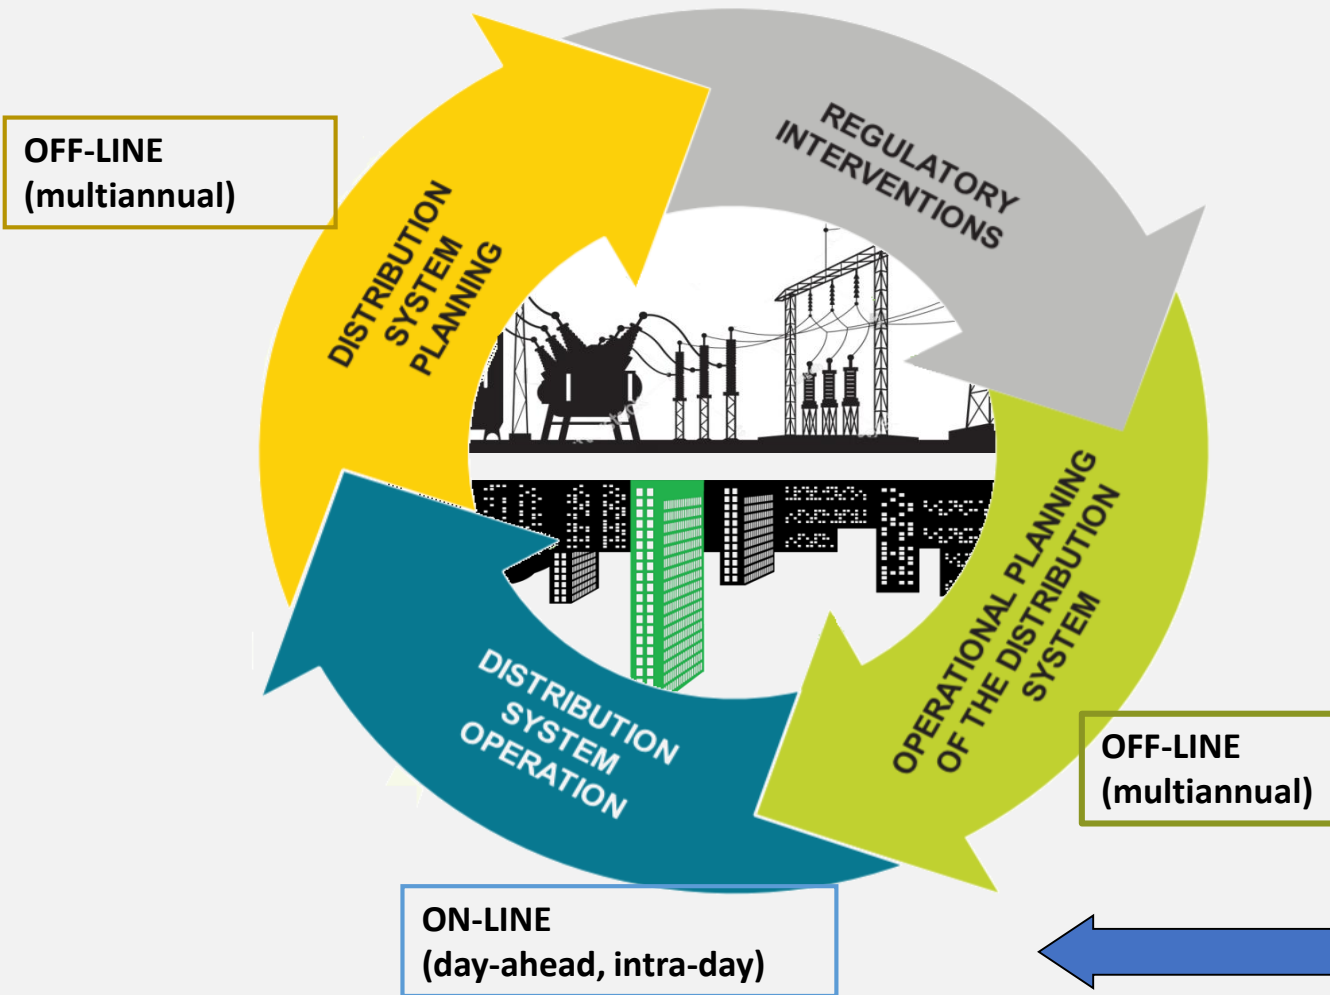 OFF-LINE
(multiannual)
DISTRIBUTION
SYSTEM
PLANNING
REGULATORY
INTERVENTIONS
OPERATIONAL PLANNING
OF THE DISTRIBUTION
SYSTEM
OFF-LINE
(multiannual)
DISTRIBUTION
SYSTEM
OPERATION
ON-LINE
(day-ahead, intra-day)